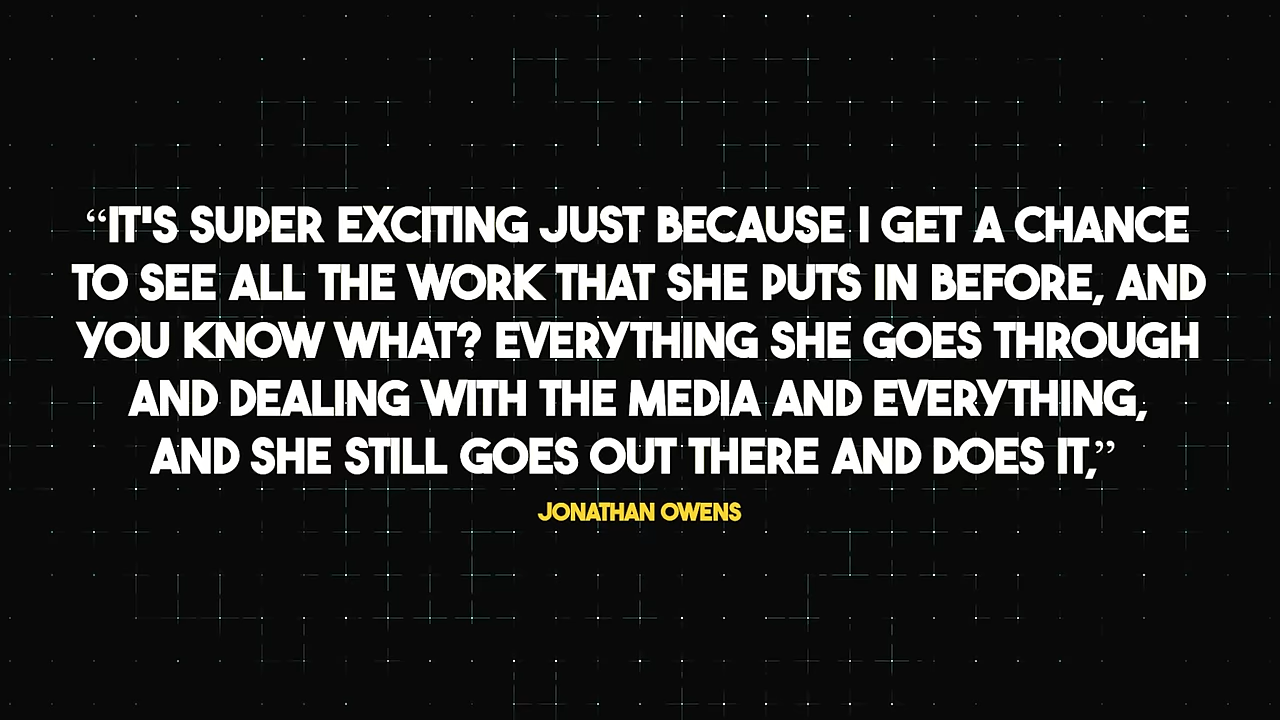 “IT'S SUPER EXCITING JUST BECAUSE I GET A CHANCE
TO SEE ALL THE WORK THAT SHE PUTS IN BEFORE, AND
YOU KNOW WHAT? EVERYTHING SHE GOES THROUGH
AND DEALING WITH THE MEDIA AND EVERYTHING,
AND SHE STILL GOES OUT THERE AND DOES IT,”
JONATHAN OWENS